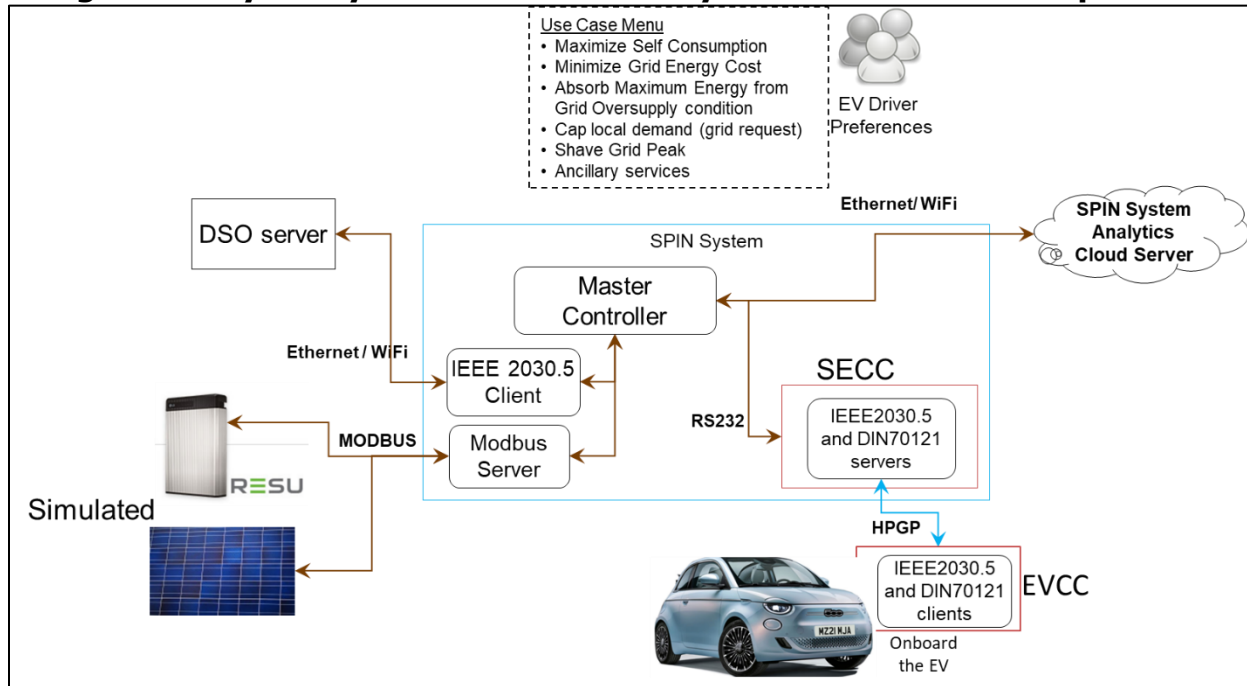 Use Case Menu
• Maximize Self Consumption
• Minimize Grid Energy Cost
• Absorb Maximum Energy from
Grid Oversupply condition
• Cap local demand (grid request)
• Shave Grid Peak
• Ancillary services
EV Driver
Preferences
Ethernet/ WiFi
SPIN System
Analytics
Cloud Server
DSO server
SPIN System
Master
Controller
Ethernet / WiFi
IEEE 2030.5
Client
SECC
IEEE2030.5
and DIN70121
servers
RS232
MODBUS
Modbus
Server
RESU
Simulated
HPGP
IEEE2030.5
and DIN70121
clients
EVCC
MZ21 MJA
Onboard
the EV